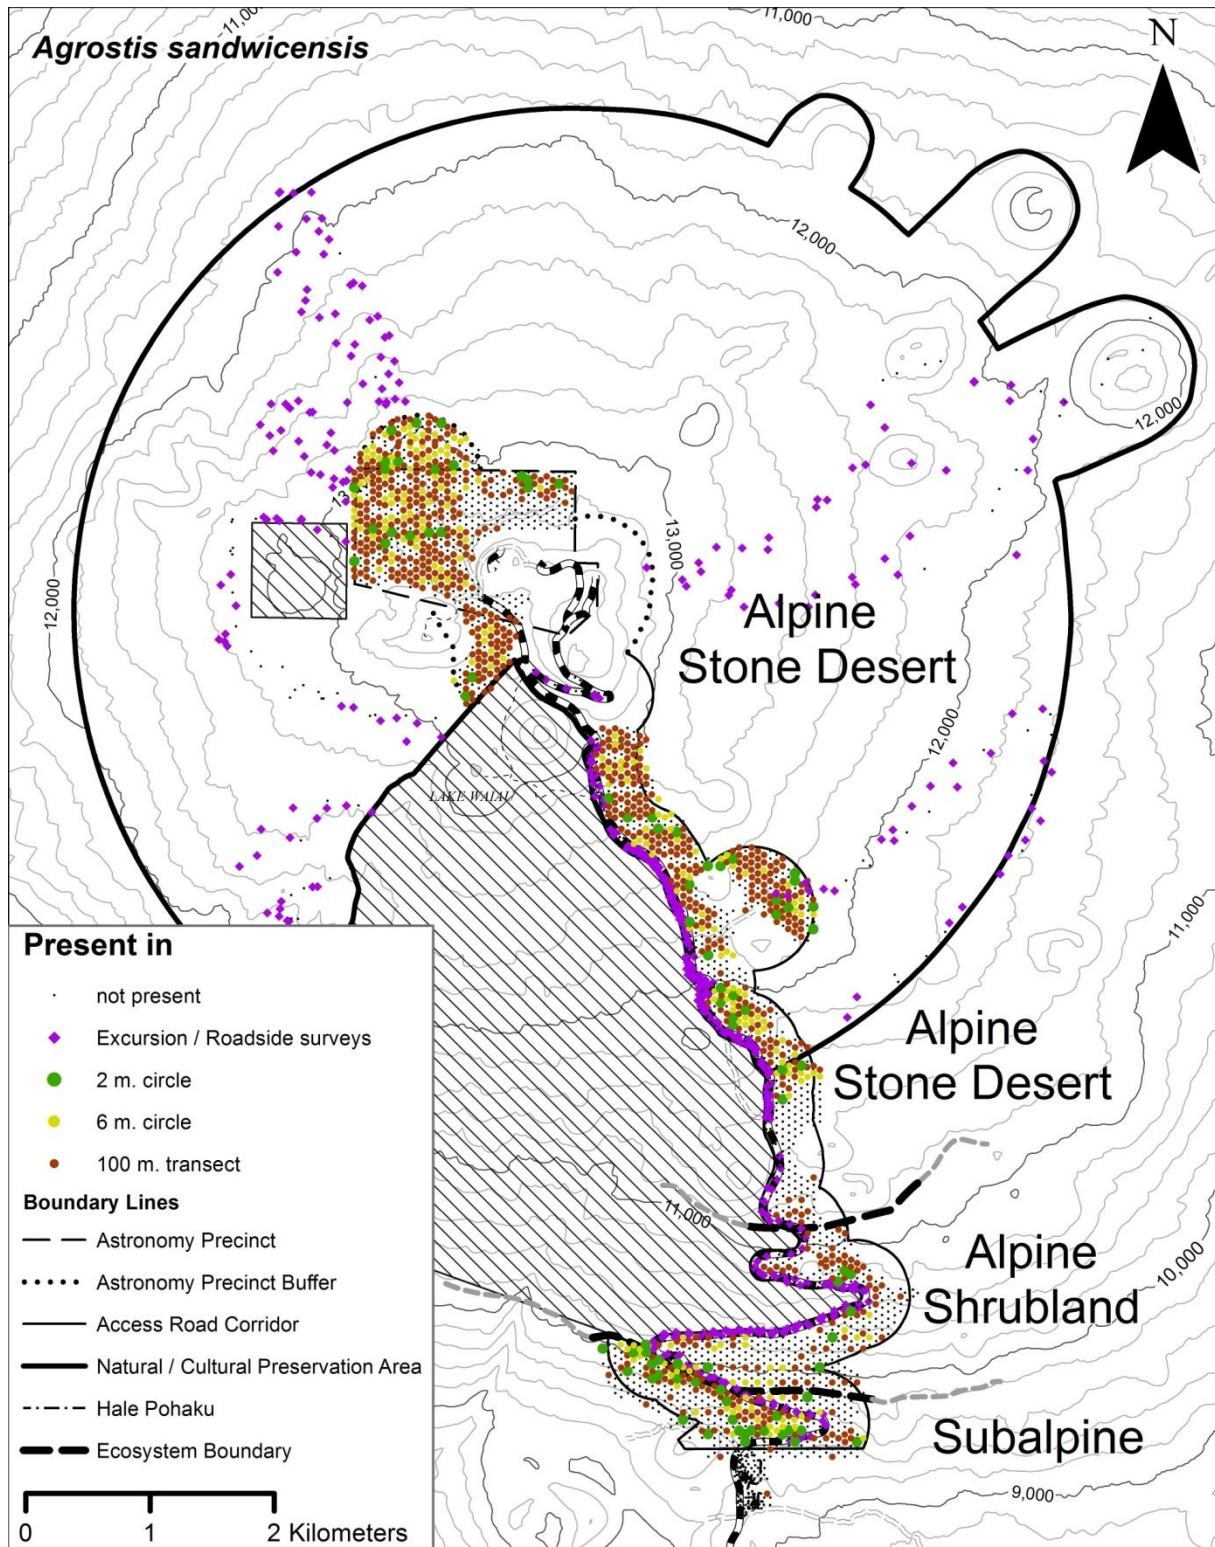 Agrostis sandwicensis
11,000
11,000
N
12,000
12,000
13,000
12,000
Alpine
Stone Desert
12,000
LAKE WAIAU
11,000
Alpine
Stone Desert
11,000
10,000
Alpine
Shrubland
Subalpine
9,000
Present in
not present
Excursion / Roadside surveys
2 m. circle
6 m. circle
100 m. transect
Boundary Lines
Astronomy Precinct
Astronomy Precinct Buffer
Access Road Corridor
Natural / Cultural Preservation Area
Hale Pohaku
Ecosystem Boundary
0 1 2 Kilometers